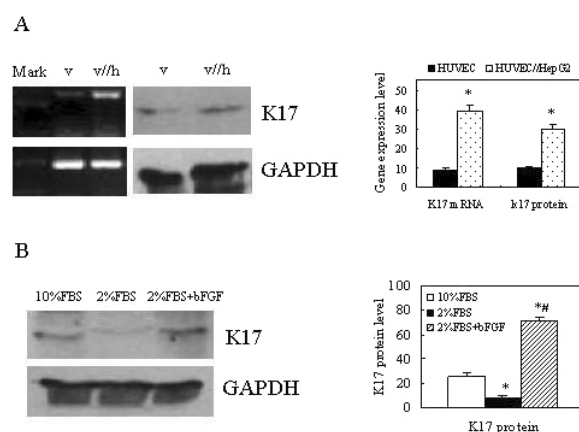 A
Mark v v//h v v//h
K17
GAPDH
HUVEC HUVEC//HepG2
Gene expression level
50
40
30
20
10
0
* *
K17 mRNA k17 protein
B
10%FBS 2%FBS 2%FBS+bFGF
K17
GAPDH
10%FBS
2%FBS
2%FBS+bFGF
K17 protein level
100
80
60
40
20
0
*
*#
K17 protein